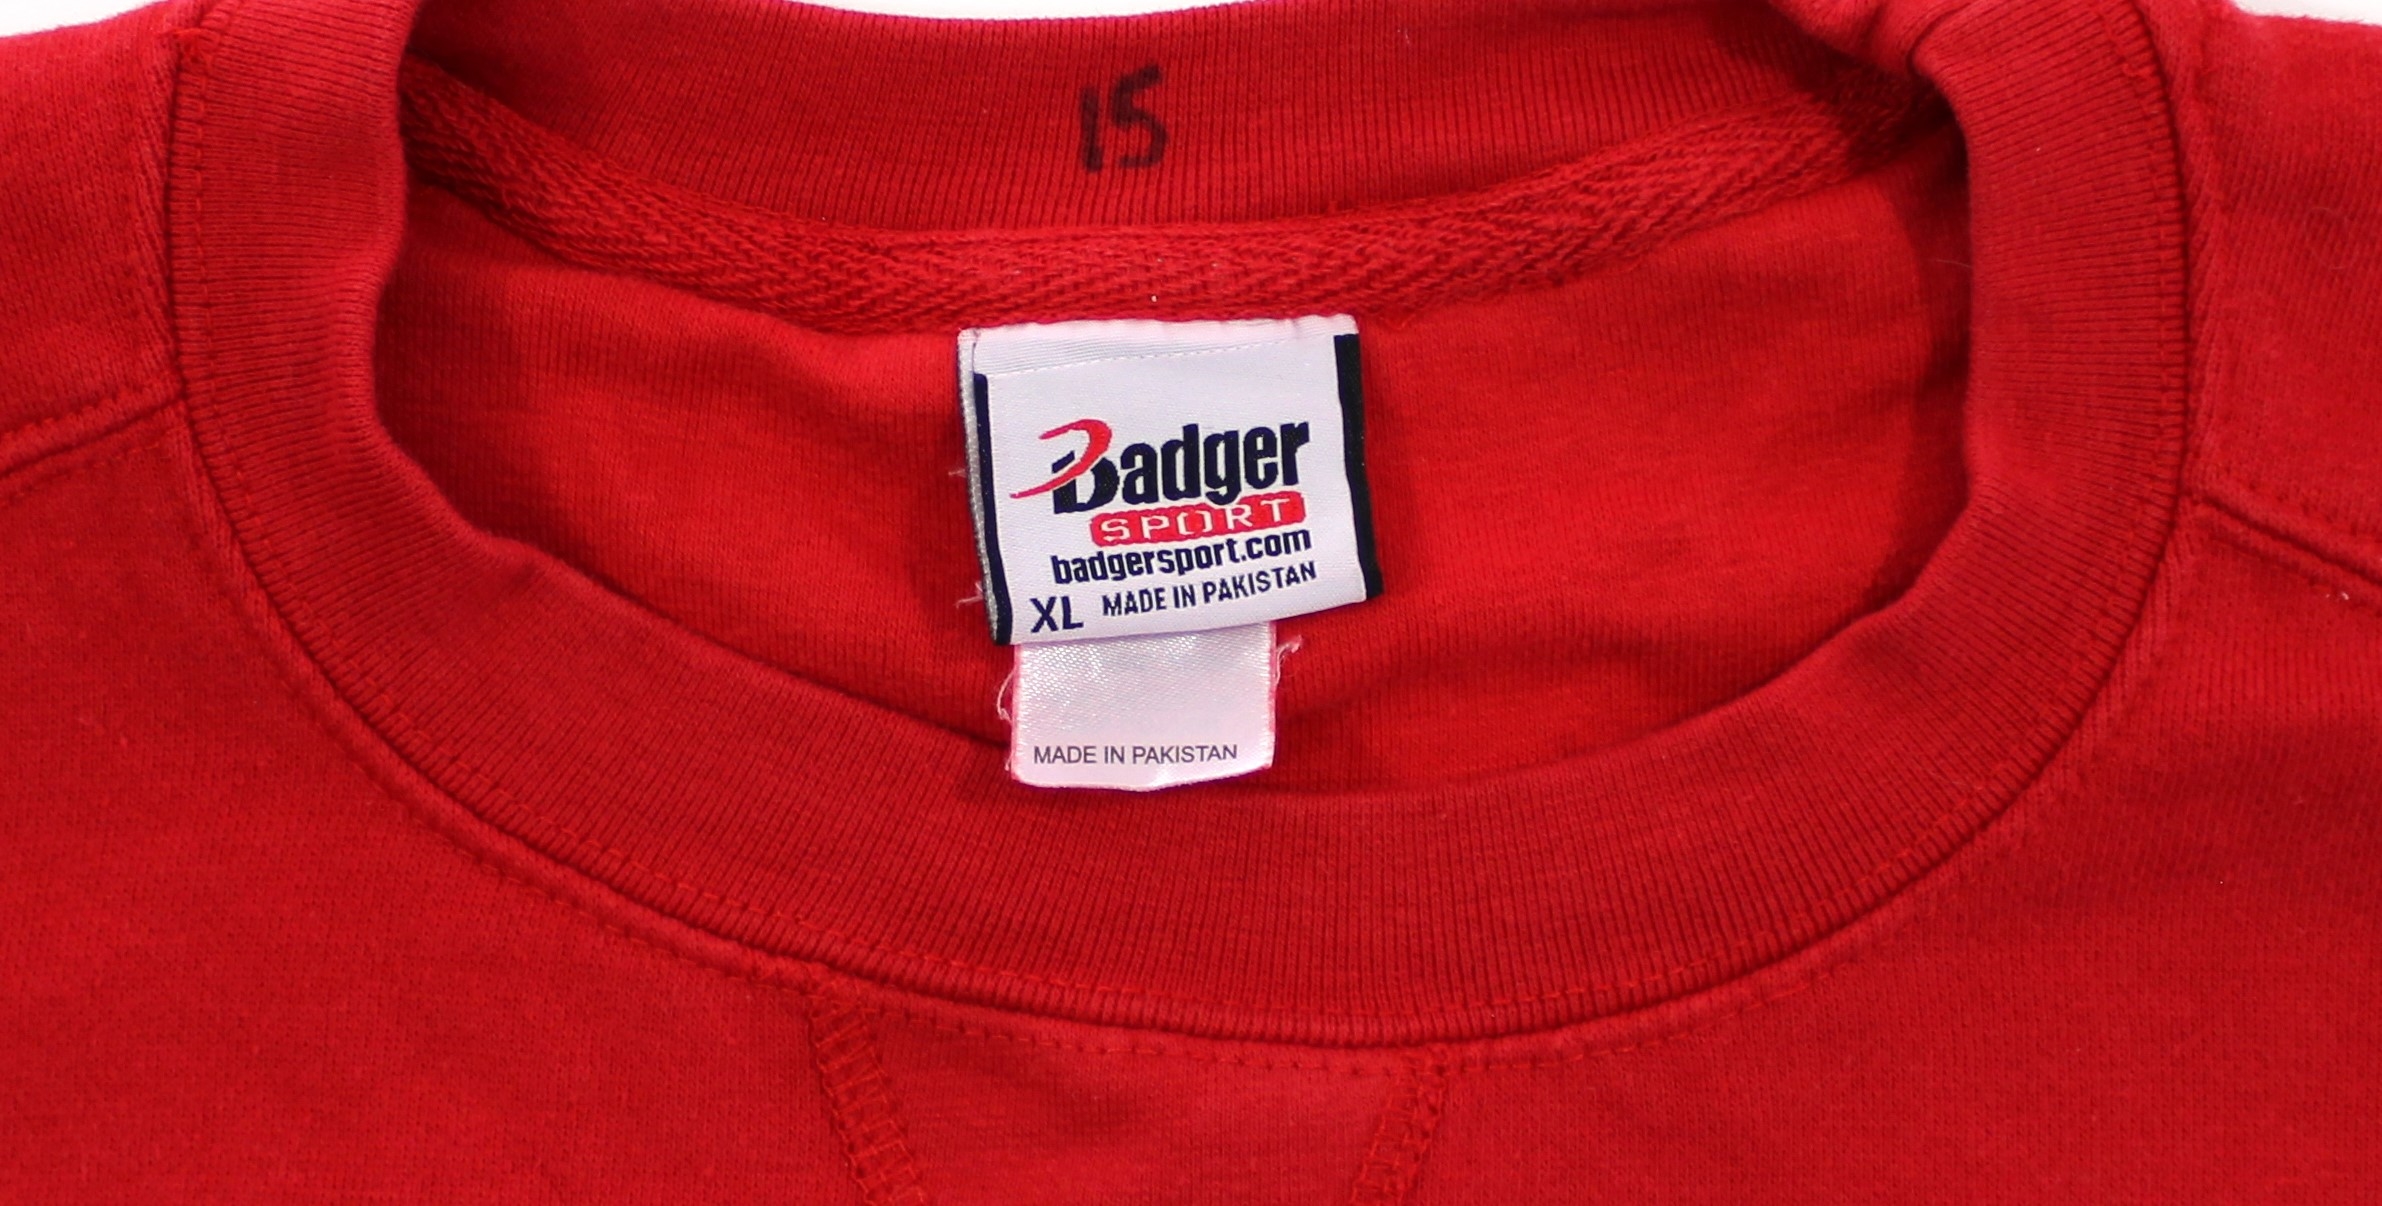 15
Badger
SPORT
badgersport.com
XL MADE IN PAKISTAN
MADE IN PAKISTAN